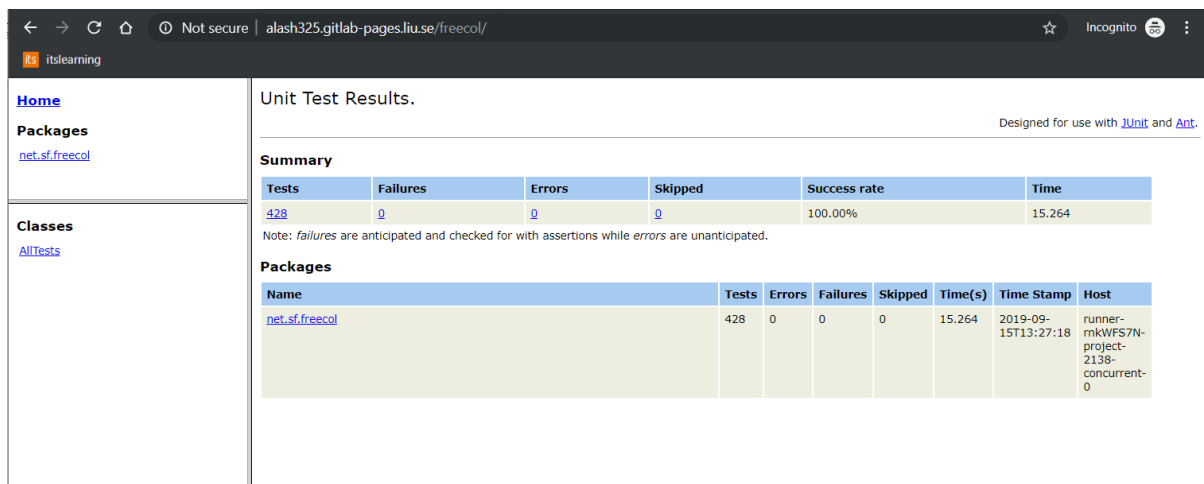 Not secure | alash325.gitlab-pages.liu.se/freecol/
Incognito
its itslearning
Home
Packages
net.sf.freecol
Classes
AllTests
Unit Test Results.
Designed for use with JUnit and Ant.
Summary
Tests Failures Errors Skipped Success rate Time
428 0 0 0 100.00% 15.264
Note: failures are anticipated and checked for with assertions while errors are unanticipated.
Packages
Name Tests Errors Failures Skipped Time(s) Time Stamp Host
net.sf.freecol 428 0 0 0 15.264 2019-09- runner-
15T13:27:18 rnkWFS7N-
project-
2138-
concurrent-
0